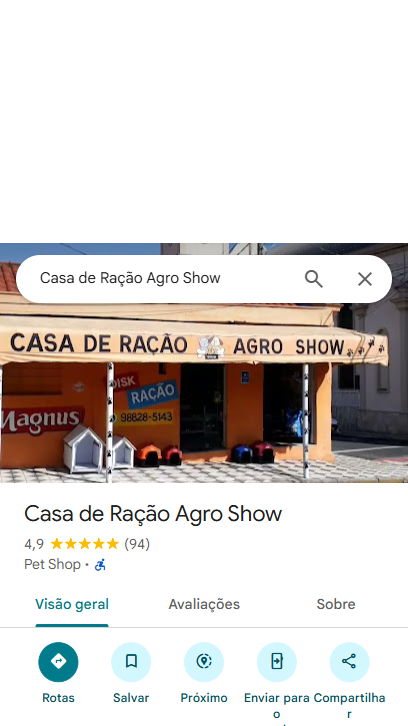 Casa de Ração Agro Show
CASA DE RAÇÃO AGRO SHOW
DISK
RAÇÃO
Magnus
98828-5143
Casa de Ração Agro Show
4,9 (94)
Pet Shop ·
Visão geral Avaliações Sobre
Rotas Salvar Próximo Enviar para Compartilha
o r